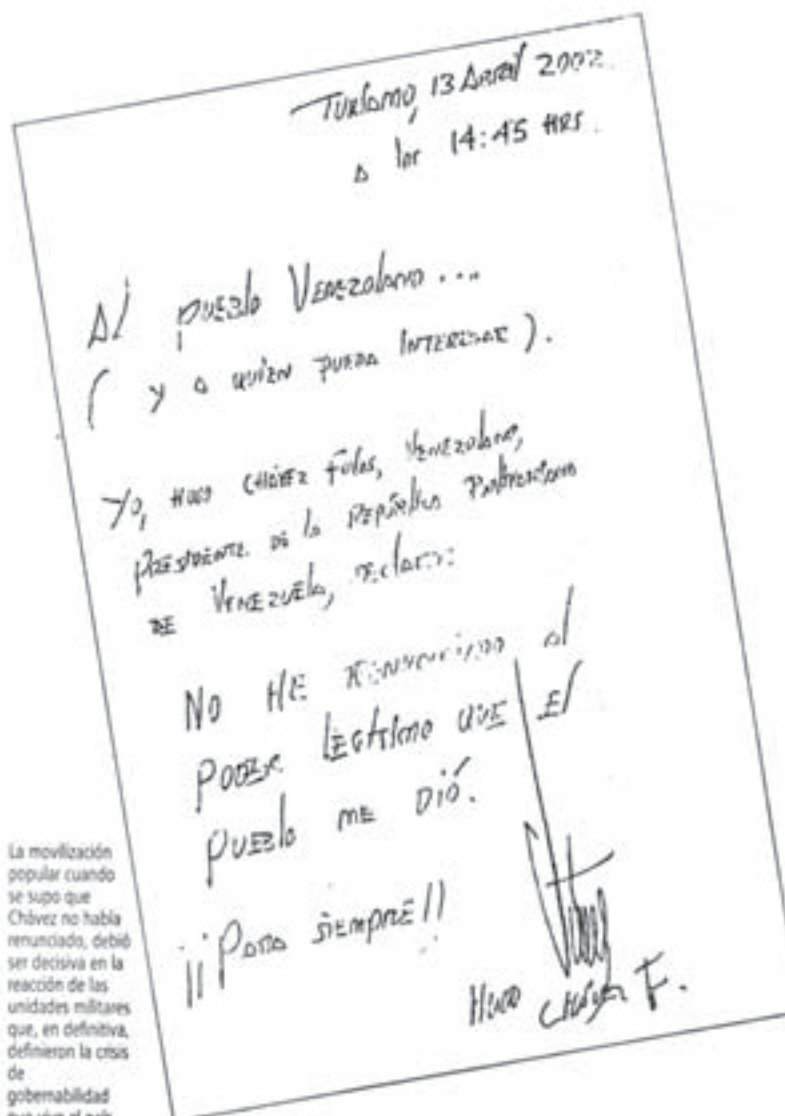 Turiamo, 13 Abril 2002.
a las 14:45 HRS.
Al pueblo Venezolano...
( y a quien pueda interesar ).
Yo, Hugo Chávez Frías, venezolano,
Presidente de la República Bolivariana
de Venezuela, declaro:
No he renunciado al
poder legítimo que el
pueblo me dió.
¡¡Para siempre!!
Hugo Chávez F.
La movilización
popular cuando
se supo que
Chávez no había
renunciado, debió
ser decisiva en la
reacción de las
unidades militares
que, en definitiva,
definieron la crisis
de
gobernabilidad